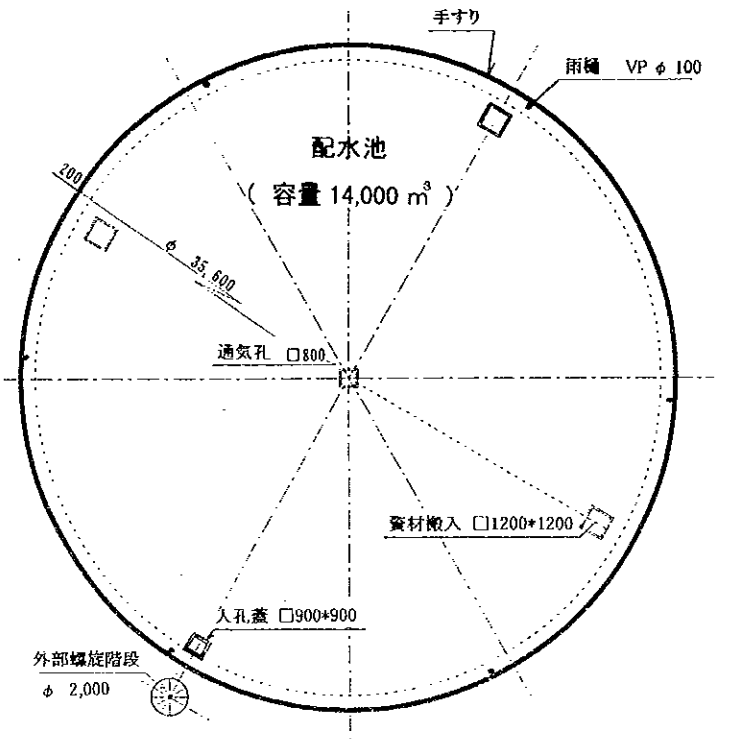 手すり
雨樋 VP φ 100
配水池
( 容量 14,000 m³ )
200
φ 35,600
通気孔 □800
資材搬入 □1200*1200
人孔蓋 □900*900
外部螺旋階段
φ 2,000